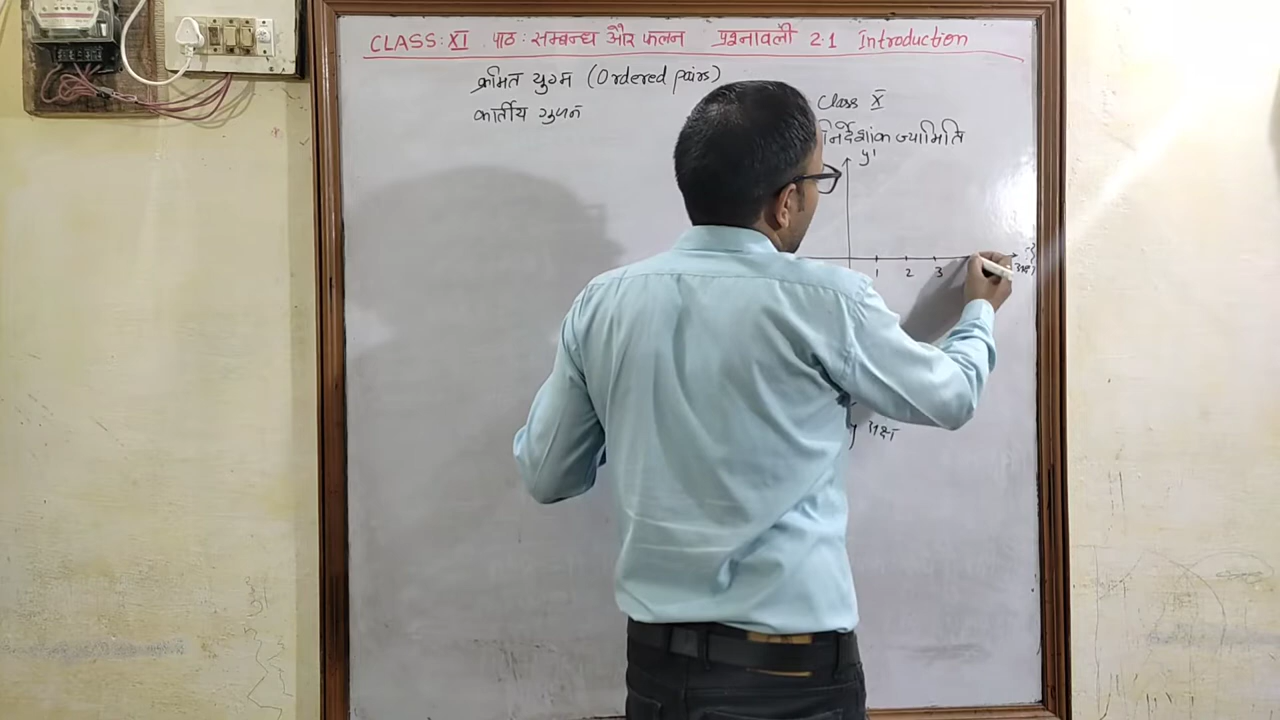 CLASS: XI पाठ: सम्बन्ध और फलन प्रश्नावली 2.1 Introduction
क्रमित युग्म (Ordered pairs)
कार्तीय गुणन
Class X
निर्देशांक ज्यामिति
y'
1 2 3
y अक्ष